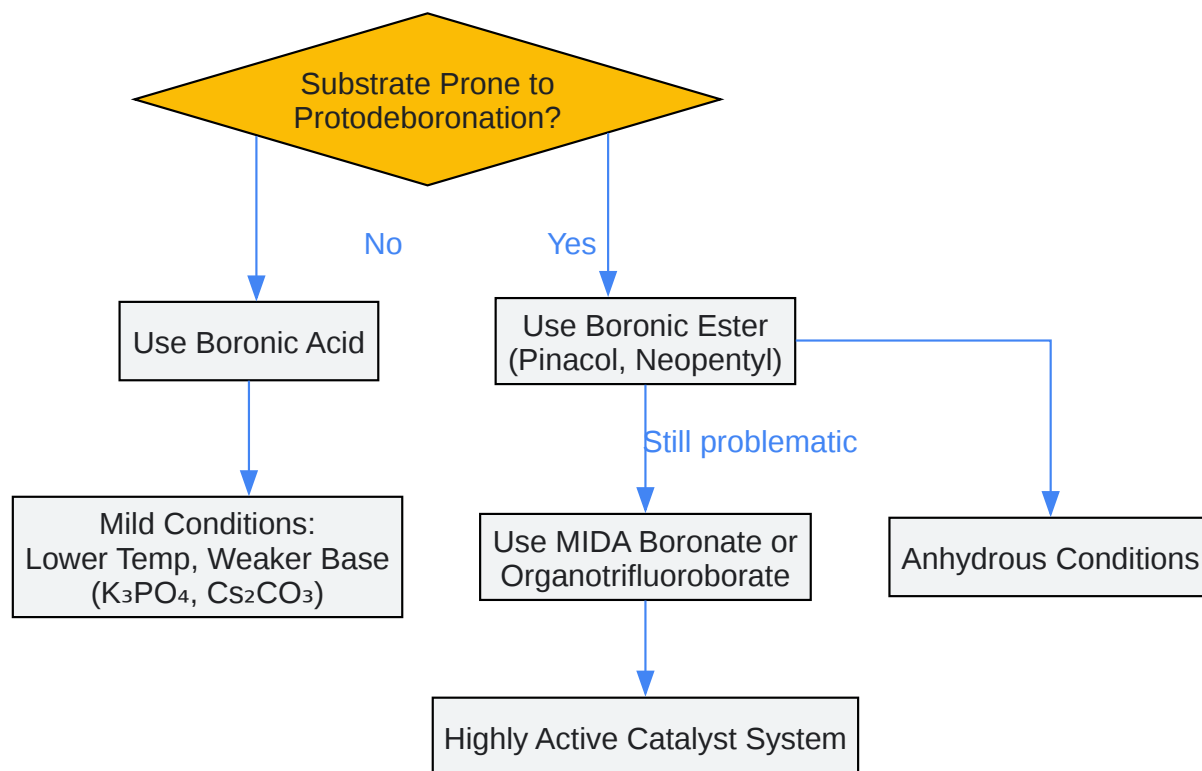 Substrate Prone to
Protodeboronation?
No
Yes
Use Boronic Acid
Use Boronic Ester
(Pinacol, Neopentyl)
Still problematic
Mild Conditions:
Lower Temp, Weaker Base
(K₃PO₄, Cs₂CO₃)
Use MIDA Boronate or
Organotrifluoroborate
Anhydrous Conditions
Highly Active Catalyst System